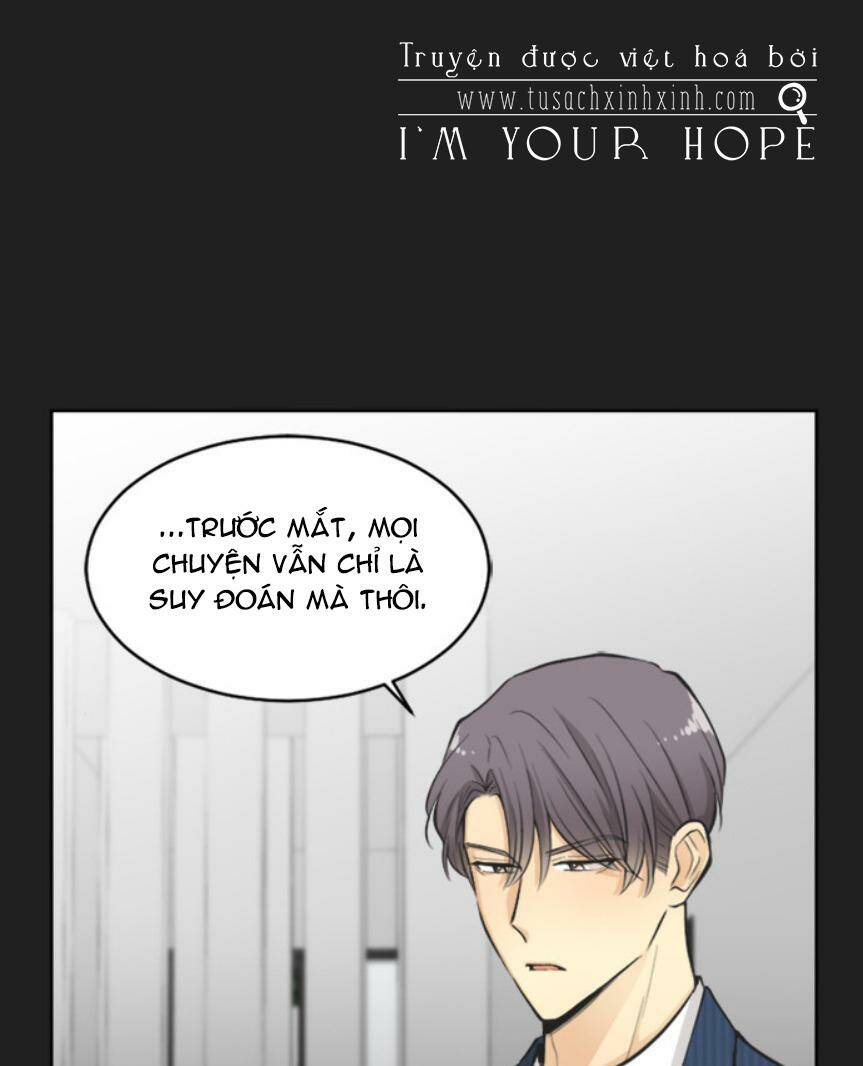 Truyện được việt hoá bởi
www.tusachxinhxinh.com
I'M YOUR HOPE
...TRƯỚC MẮT, MỌI
CHUYỆN VẪN CHỈ LÀ
SUY ĐOÁN MÀ THÔI.